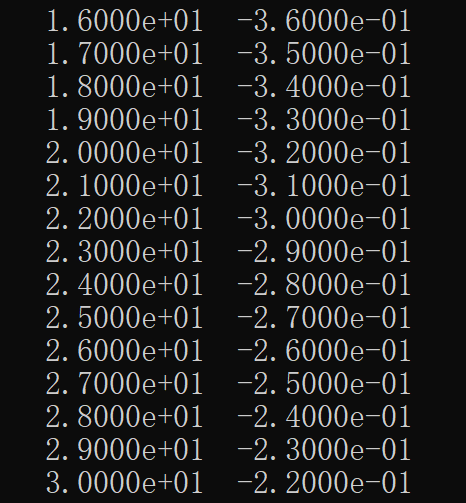 1.6000e+01  -3.6000e-01
1.7000e+01  -3.5000e-01
1.8000e+01  -3.4000e-01
1.9000e+01  -3.3000e-01
2.0000e+01  -3.2000e-01
2.1000e+01  -3.1000e-01
2.2000e+01  -3.0000e-01
2.3000e+01  -2.9000e-01
2.4000e+01  -2.8000e-01
2.5000e+01  -2.7000e-01
2.6000e+01  -2.6000e-01
2.7000e+01  -2.5000e-01
2.8000e+01  -2.4000e-01
2.9000e+01  -2.3000e-01
3.0000e+01  -2.2000e-01